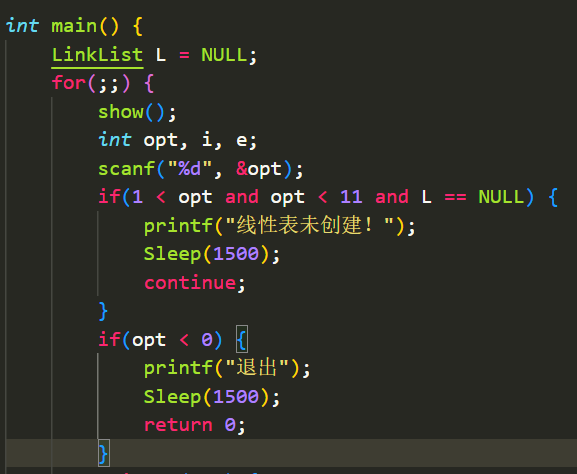 int main() {
    LinkList L = NULL;
    for(;;) {
        show();
        int opt, i, e;
        scanf("%d", &opt);
        if(1 < opt and opt < 11 and L == NULL) {
            printf("线性表未创建！");
            Sleep(1500);
            continue;
        }
        if(opt < 0) {
            printf("退出");
            Sleep(1500);
            return 0;
        }